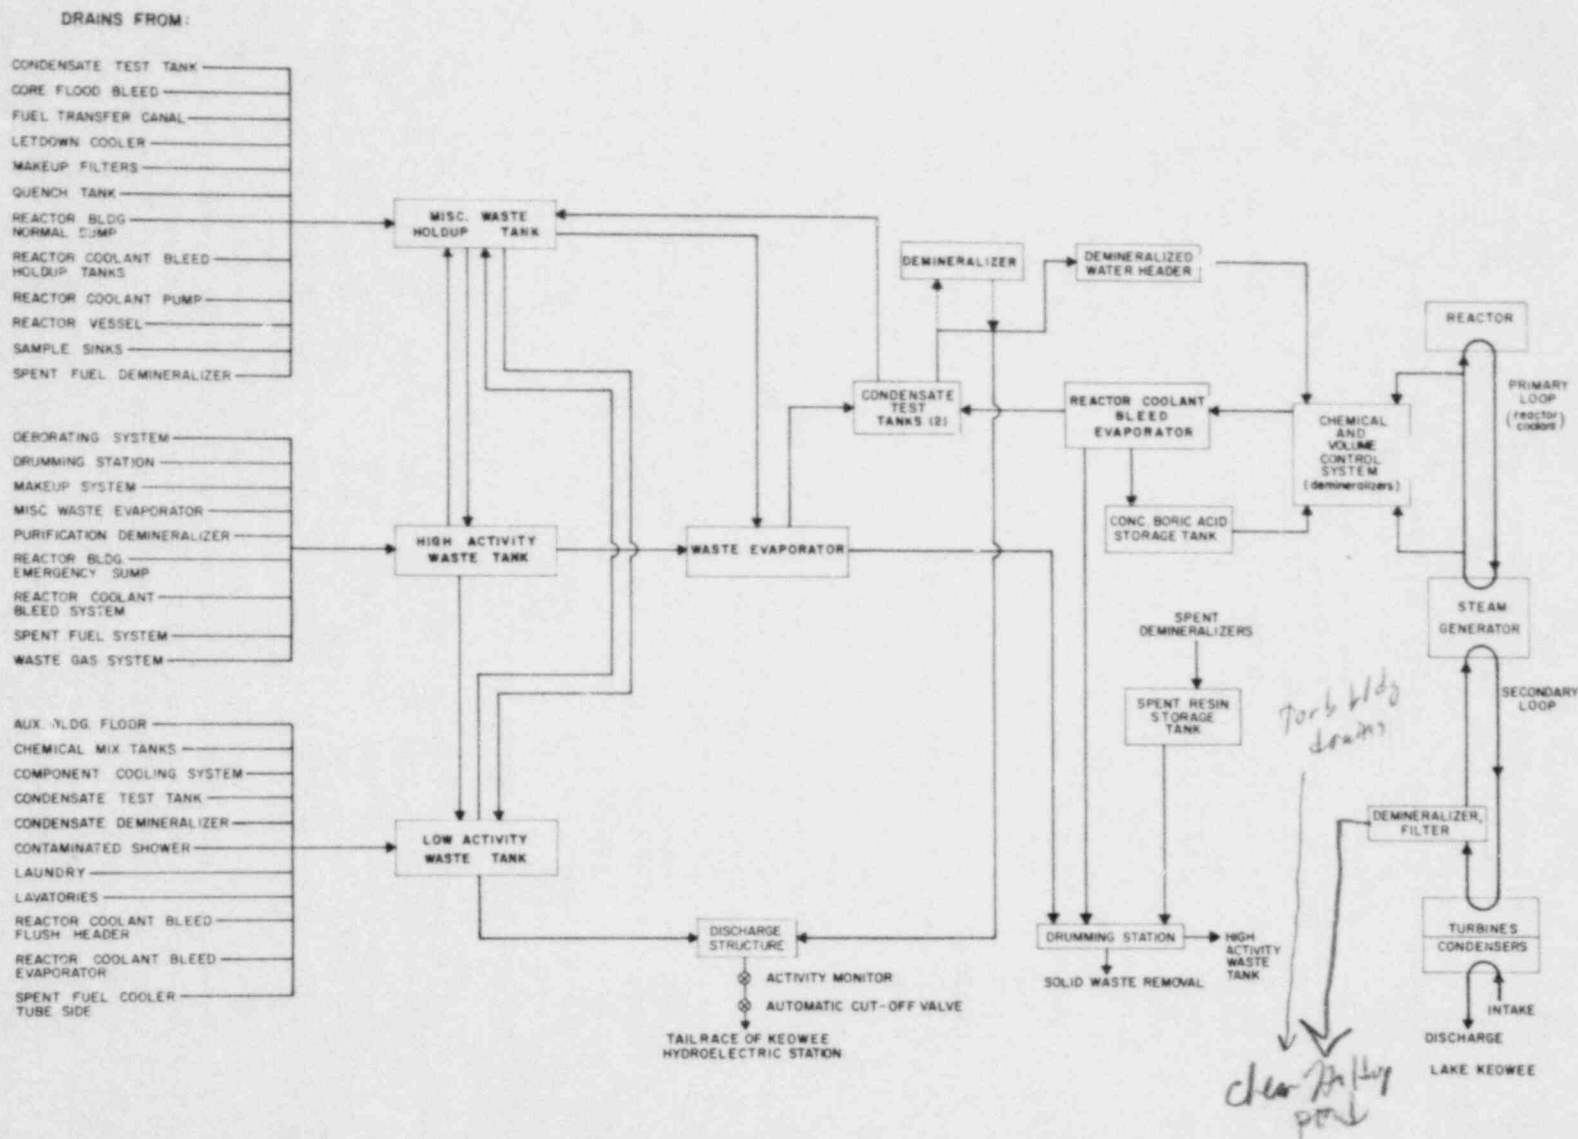 DRAINS FROM:
CONDENSATE TEST TANK
CORE FLOOD BLEED
FUEL TRANSFER CANAL
LETDOWN COOLER
MAKEUP FILTERS
QUENCH TANK
REACTOR BLDG
NORMAL SUMP
REACTOR COOLANT BLEED
HOLDUP TANKS
REACTOR COOLANT PUMP
REACTOR VESSEL
SAMPLE SINKS
SPENT FUEL DEMINERALIZER
DEBORATING SYSTEM
DRUMMING STATION
MAKEUP SYSTEM
MISC WASTE EVAPORATOR
PURIFICATION DEMINERALIZER
REACTOR BLDG.
EMERGENCY SUMP
REACTOR COOLANT
BLEED SYSTEM
SPENT FUEL SYSTEM
WASTE GAS SYSTEM
AUX. BLDG. FLOOR
CHEMICAL MIX TANKS
COMPONENT COOLING SYSTEM
CONDENSATE TEST TANK
CONDENSATE DEMINERALIZER
CONTAMINATED SHOWER
LAUNDRY
LAVATORIES
REACTOR COOLANT BLEED
FLUSH HEADER
REACTOR COOLANT BLEED
EVAPORATOR
SPENT FUEL COOLER
TUBE SIDE
MISC. WASTE
HOLDUP TANK
HIGH ACTIVITY
WASTE TANK
LOW ACTIVITY
WASTE TANK
WASTE EVAPORATOR
DISCHARGE
STRUCTURE
ACTIVITY MONITOR
AUTOMATIC CUT-OFF VALVE
TAILRACE OF KEOWEE
HYDROELECTRIC STATION
DEMINERALIZER
CONDENSATE
TEST
TANKS (2)
DEMINERALIZED
WATER HEADER
REACTOR COOLANT
BLEED
EVAPORATOR
CONC. BORIC ACID
STORAGE TANK
SPENT
DEMINERALIZERS
SPENT RESIN
STORAGE
TANK
DRUMMING STATION
SOLID WASTE REMOVAL
HIGH
ACTIVITY
WASTE
TANK
CHEMICAL
AND
VOLUME
CONTROL
SYSTEM
(demineralizers)
REACTOR
PRIMARY
LOOP
(reactor
coolant)
STEAM
GENERATOR
SECONDARY
LOOP
Turb bldg
drains
DEMINERALIZER,
FILTER
TURBINES
CONDENSERS
INTAKE
DISCHARGE
LAKE KEOWEE